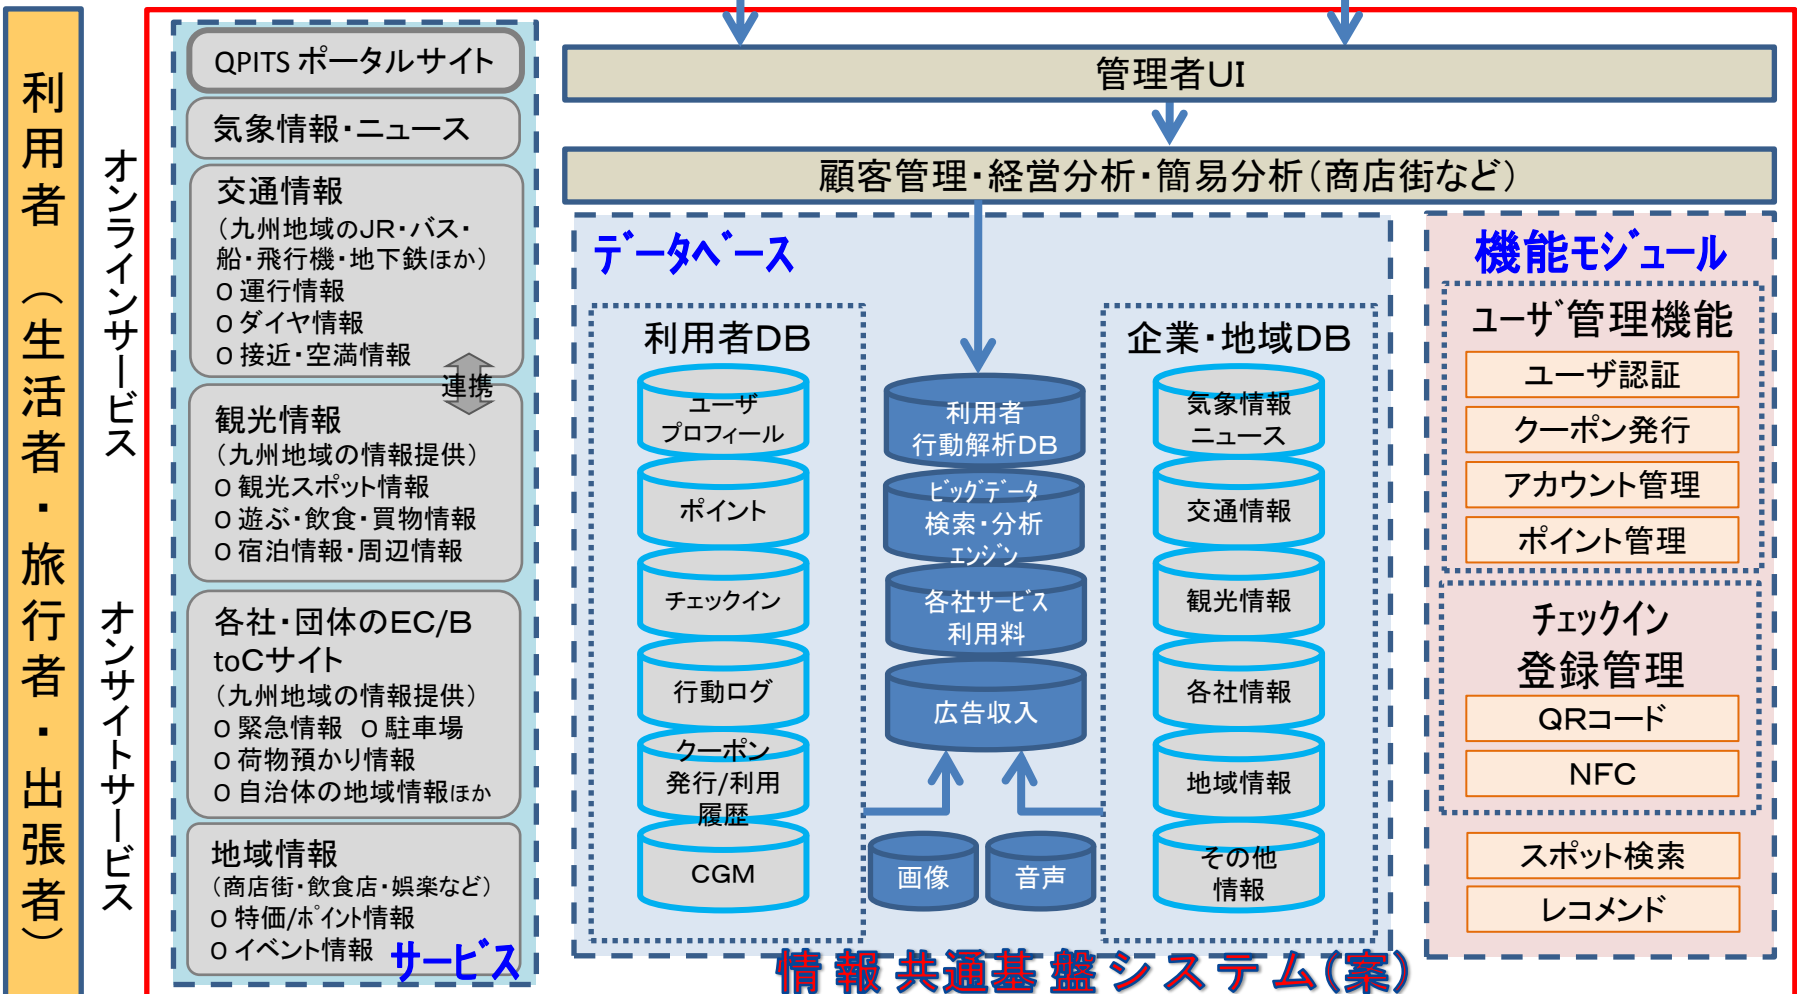 利用者（生活者・旅行者・出張者）
オンラインサービス
オンサイトサービス
QPITS ポータルサイト
気象情報・ニュース
交通情報
（九州地域のJR・バス・
船・飛行機・地下鉄ほか）
O 運行情報
O ダイヤ情報
O 接近・空満情報
連携
観光情報
（九州地域の情報提供）
O 観光スポット情報
O 遊ぶ・飲食・買物情報
O 宿泊情報・周辺情報
各社・団体のEC/B
toCサイト
（九州地域の情報提供）
O 緊急情報 O 駐車場
O 荷物預かり情報
O 自治体の地域情報ほか
地域情報
（商店街・飲食店・娯楽など）
O 特価/ﾎﾟｲﾝﾄ情報
O イベント情報
サービス
管理者UI
顧客管理・経営分析・簡易分析（商店街など）
データベース
利用者DB
ユーザ
プロフィール
ポイント
チェックイン
行動ログ
クーポン
発行/利用
履歴
CGM
利用者
行動解析DB
ﾋﾞｯｸﾞﾃﾞｰﾀ
検索・分析
ｴﾝｼﾞﾝ
各社ｻｰﾋﾞｽ
利用料
広告収入
画像
音声
企業・地域DB
気象情報
ニュース
交通情報
観光情報
各社情報
地域情報
その他
情報
機能モジュール
ﾕｰｻﾞ管理機能
ユーザ認証
クーポン発行
アカウント管理
ポイント管理
チェックイン
登録管理
QRコード
NFC
スポット検索
レコメンド
情報共通基盤システム（案）